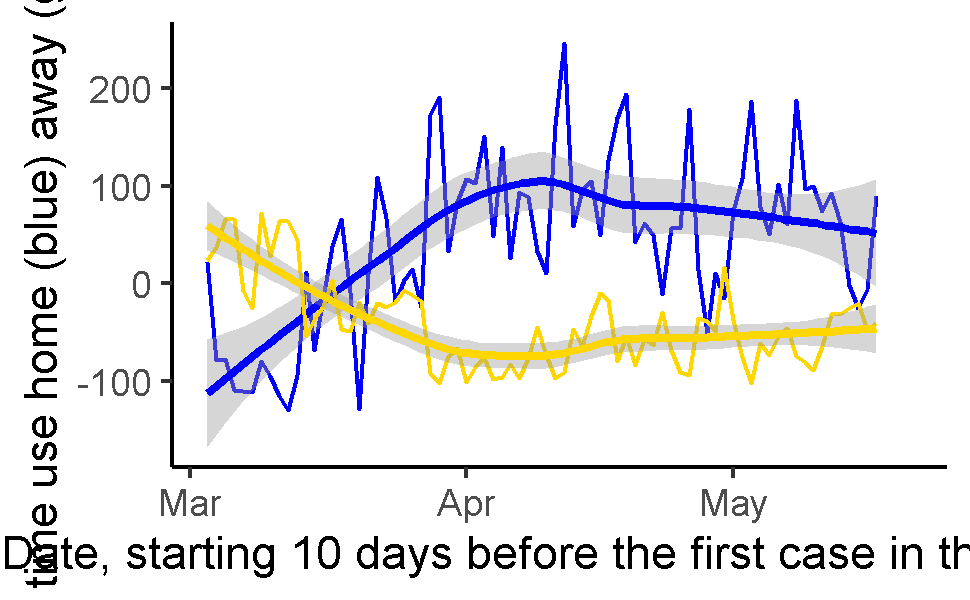 time use home (blue) away (
200
100
0
-100
Mar Apr May
Date, starting 10 days before the first case in th